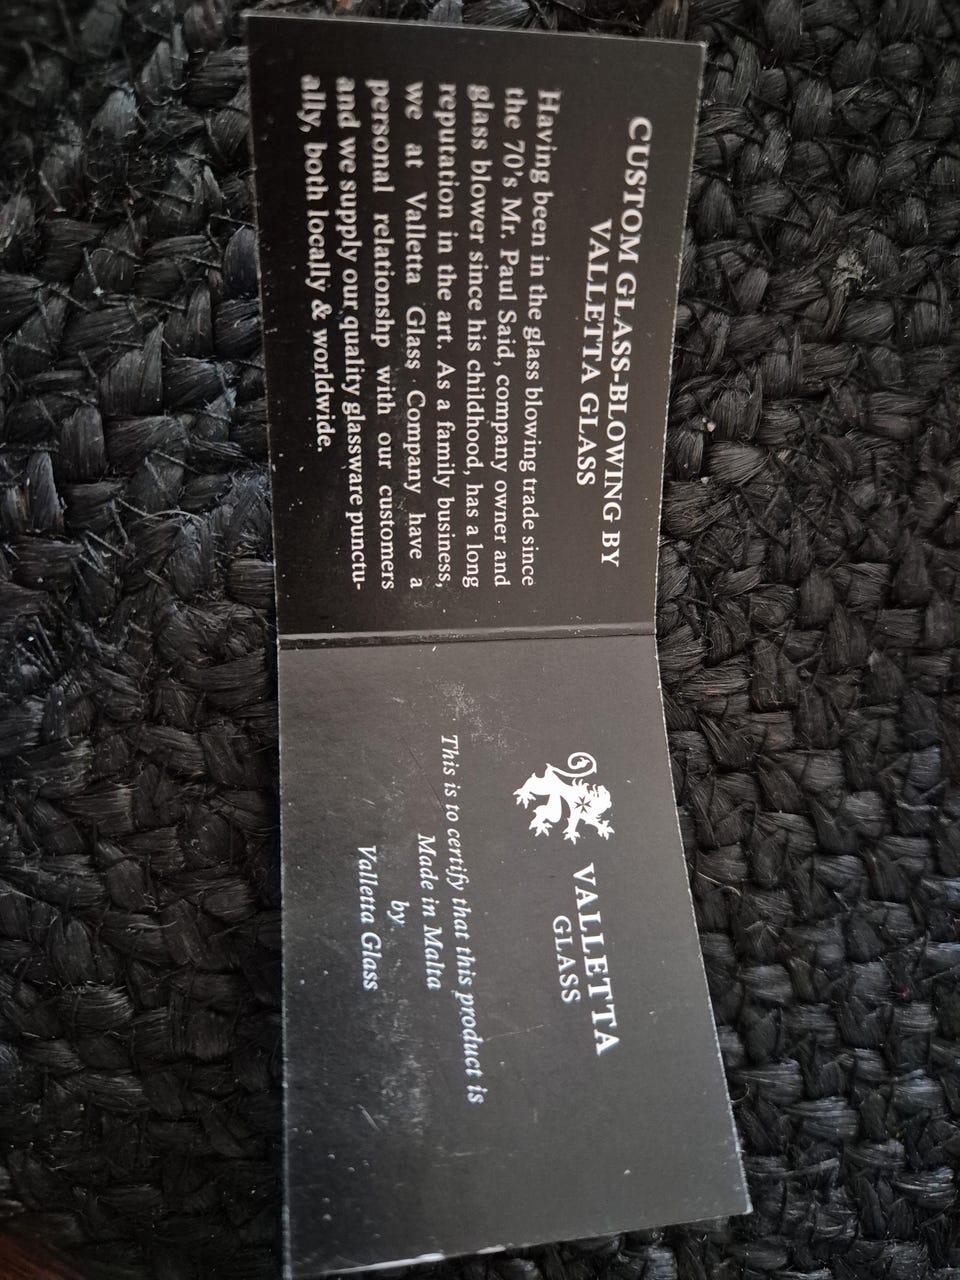 CUSTOM GLASS-BLOWING BY
VALLETTA GLASS
Having been in the glass blowing trade since
the 70's Mr. Paul Said, company owner and
glass blower since his childhood, has a long
reputation in the art. As a family business,
we at Valletta Glass Company have a
personal relationship with our customers
and we supply our quality glassware punctu-
ally, both locally & worldwide.
VALLETTA
GLASS
This is to certify that this product is
Made in Malta
by
Valletta Glass